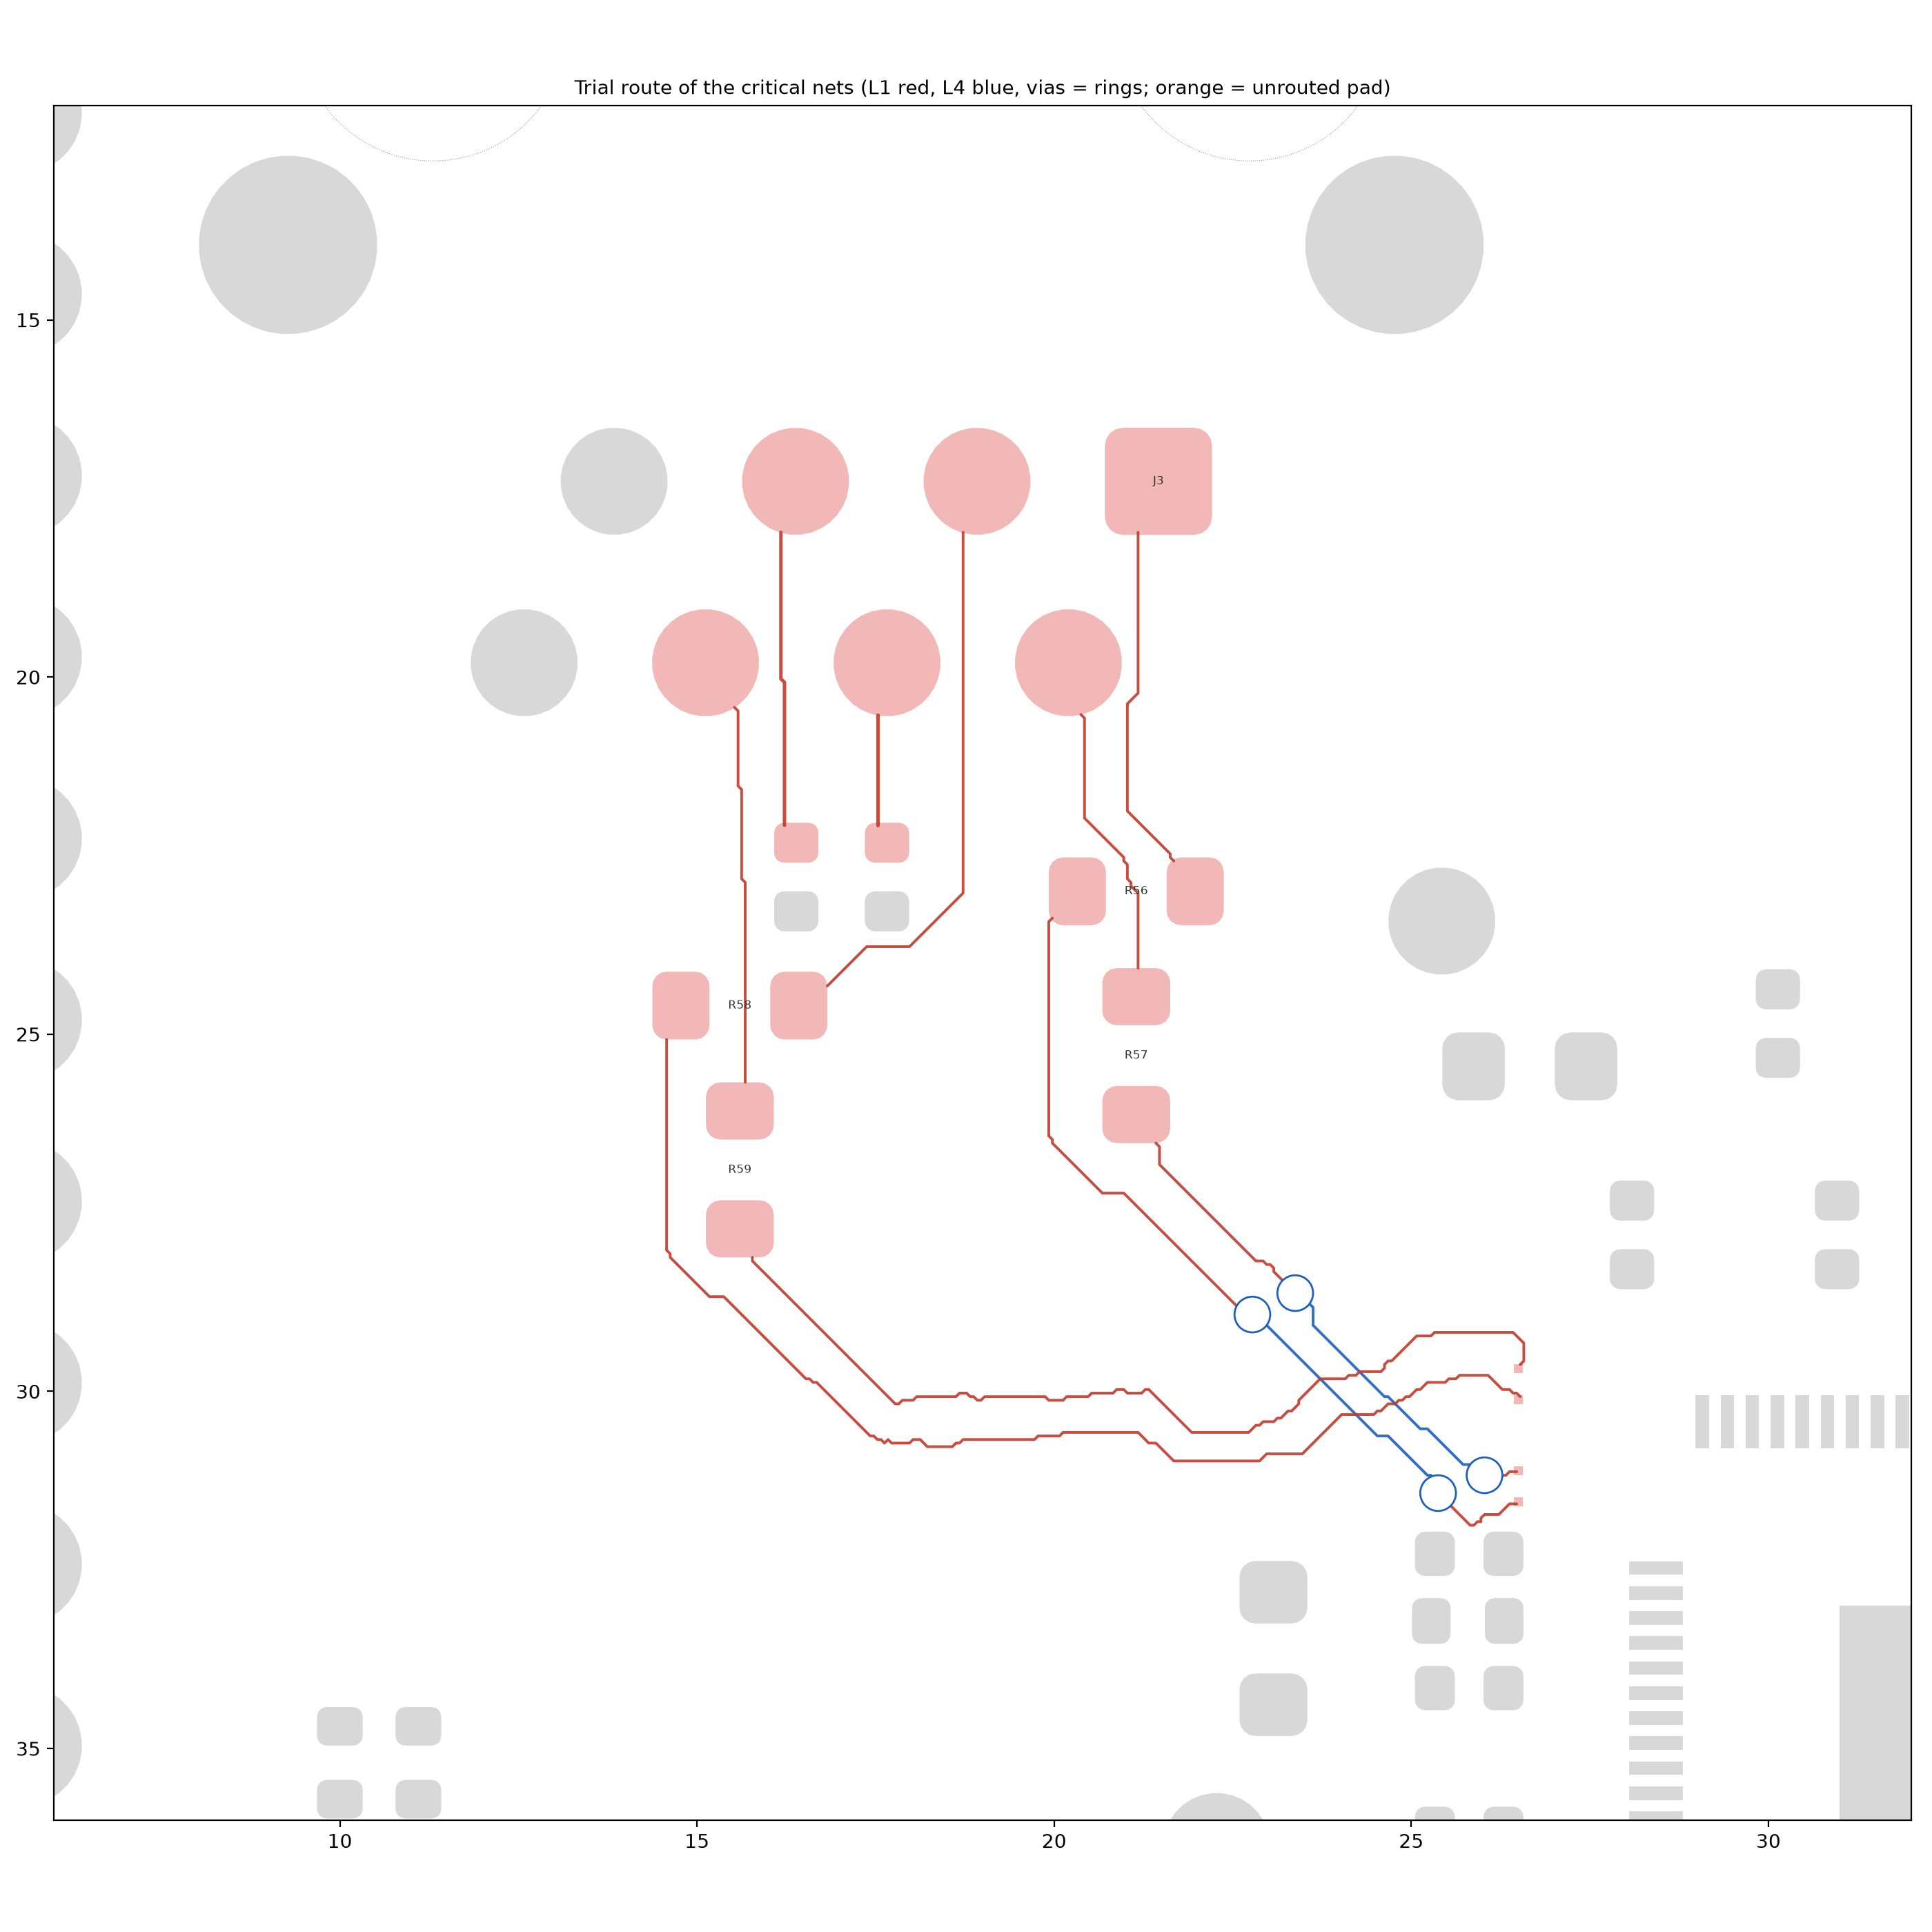 Trial route of the critical nets (L1 red, L4 blue, vias = rings; orange = unrouted pad)
15
J3
20
R56
R58
25
R57
R59
30
35
10 15 20 25 30